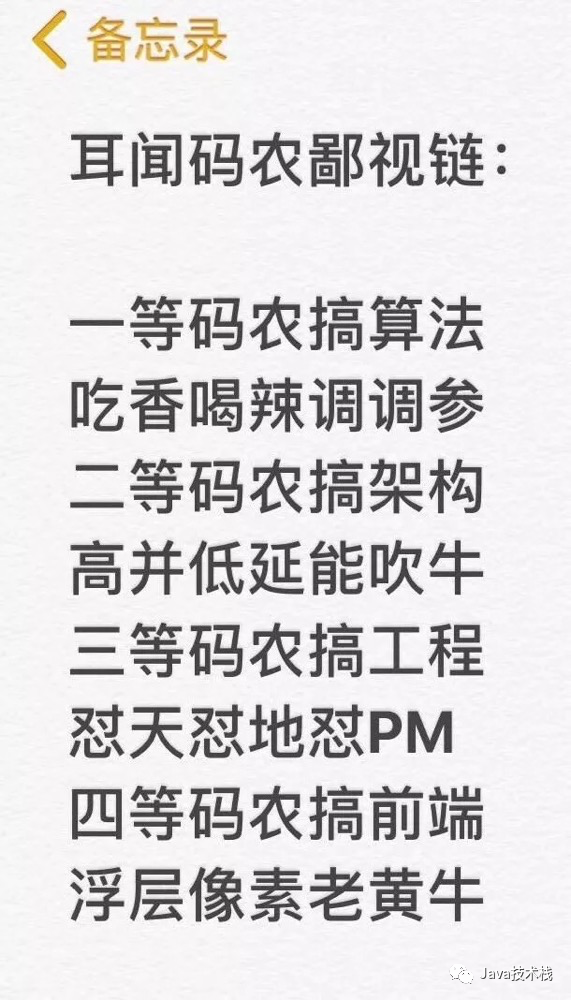 备忘录
耳闻码农鄙视链:
一等码农搞算法
吃香喝辣调调参
二等码农搞架构
高并低延能吹牛
三等码农搞工程
怼天怼地怼PM
四等码农搞前端
浮层像素老黄牛
Java技术栈